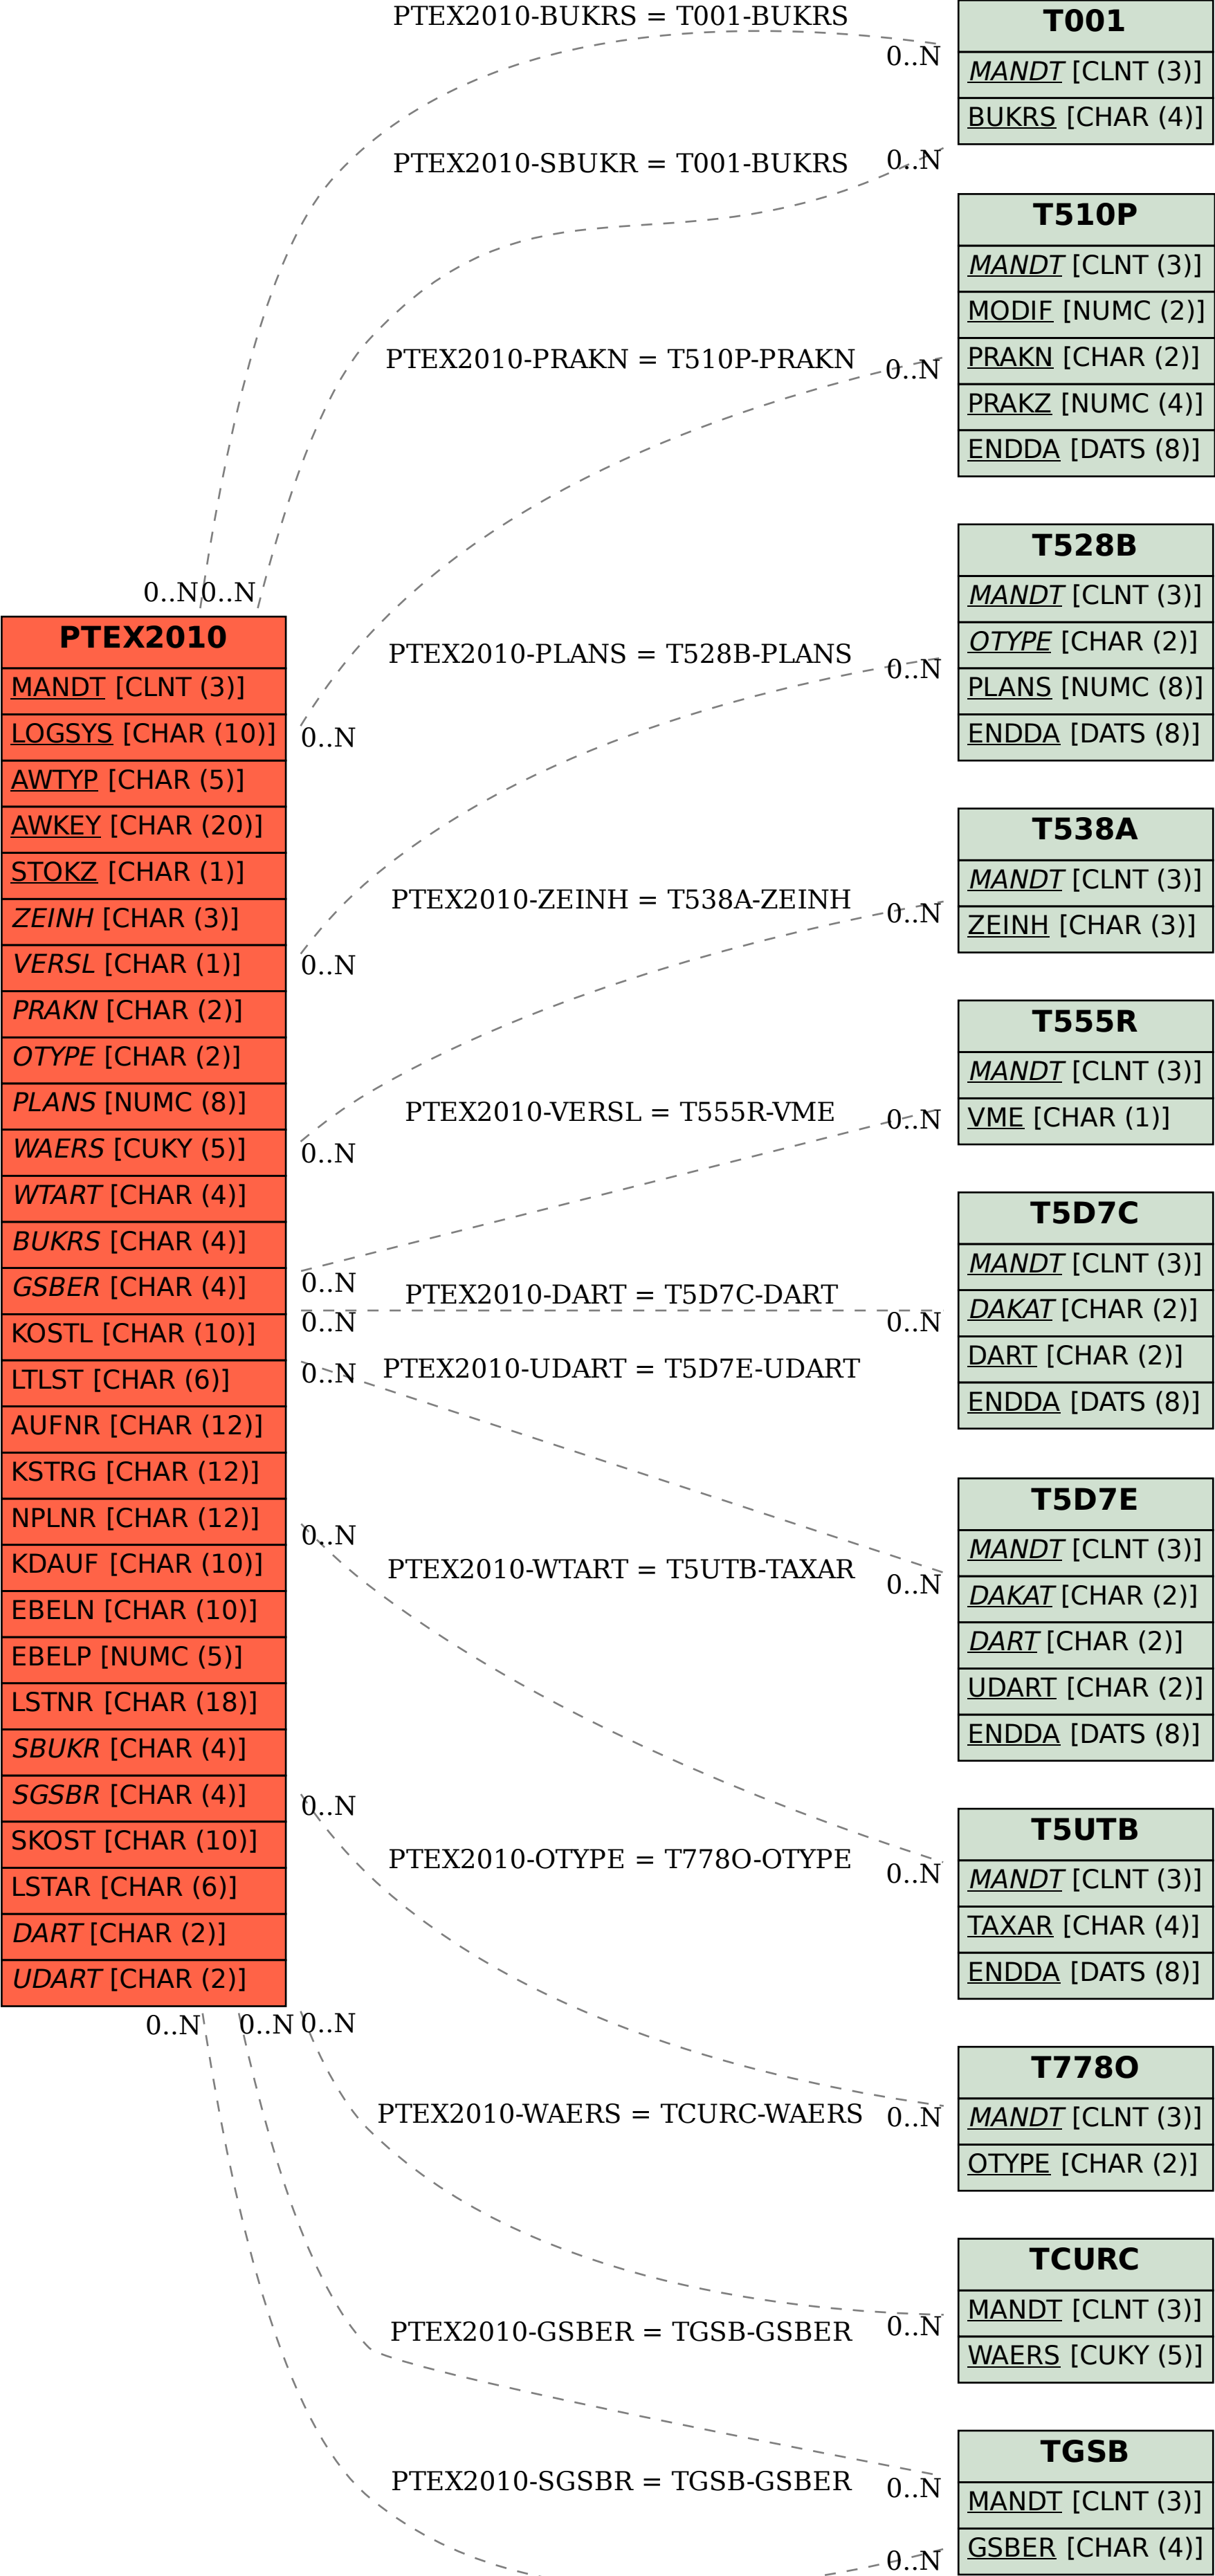 PTEX2010-BUKRS = T001-BUKRS
0..N
PTEX2010-SBUKR = T001-BUKRS
0..N
PTEX2010-PRAKN = T510P-PRAKN
0..N
0..N
0..N
PTEX2010
MANDT [CLNT (3)]
LOGSYS [CHAR (10)]
AWTYP [CHAR (5)]
AWKEY [CHAR (20)]
STOKZ [CHAR (1)]
ZEINH [CHAR (3)]
VERSL [CHAR (1)]
PRAKN [CHAR (2)]
OTYPE [CHAR (2)]
PLANS [NUMC (8)]
WAERS [CUKY (5)]
WTART [CHAR (4)]
BUKRS [CHAR (4)]
GSBER [CHAR (4)]
KOSTL [CHAR (10)]
LTLST [CHAR (6)]
AUFNR [CHAR (12)]
KSTRG [CHAR (12)]
NPLNR [CHAR (12)]
KDAUF [CHAR (10)]
EBELN [CHAR (10)]
EBELP [NUMC (5)]
LSTNR [CHAR (18)]
SBUKR [CHAR (4)]
SGSBR [CHAR (4)]
SKOST [CHAR (10)]
LSTAR [CHAR (6)]
DART [CHAR (2)]
UDART [CHAR (2)]
0..N
0..N
0..N
PTEX2010-PLANS = T528B-PLANS
0..N
0..N
PTEX2010-ZEINH = T538A-ZEINH
0..N
0..N
0..N
PTEX2010-VERSL = T555R-VME
0..N
0..N
PTEX2010-DART = T5D7C-DART
0..N
0..N
PTEX2010-UDART = T5D7E-UDART
0..N
0..N
PTEX2010-WTART = T5UTB-TAXAR
0..N
0..N
PTEX2010-OTYPE = T778O-OTYPE
0..N
0..N
PTEX2010-WAERS = TCURC-WAERS
0..N
PTEX2010-GSBER = TGSB-GSBER
0..N
PTEX2010-SGSBR = TGSB-GSBER
0..N
0..N
T001
MANDT [CLNT (3)]
BUKRS [CHAR (4)]
T510P
MANDT [CLNT (3)]
MODIF [NUMC (2)]
PRAKN [CHAR (2)]
PRAKZ [NUMC (4)]
ENDDA [DATS (8)]
T528B
MANDT [CLNT (3)]
OTYPE [CHAR (2)]
PLANS [NUMC (8)]
ENDDA [DATS (8)]
T538A
MANDT [CLNT (3)]
ZEINH [CHAR (3)]
T555R
MANDT [CLNT (3)]
VME [CHAR (1)]
T5D7C
MANDT [CLNT (3)]
DAKAT [CHAR (2)]
DART [CHAR (2)]
ENDDA [DATS (8)]
T5D7E
MANDT [CLNT (3)]
DAKAT [CHAR (2)]
DART [CHAR (2)]
UDART [CHAR (2)]
ENDDA [DATS (8)]
T5UTB
MANDT [CLNT (3)]
TAXAR [CHAR (4)]
ENDDA [DATS (8)]
T778O
MANDT [CLNT (3)]
OTYPE [CHAR (2)]
TCURC
MANDT [CLNT (3)]
WAERS [CUKY (5)]
TGSB
MANDT [CLNT (3)]
GSBER [CHAR (4)]